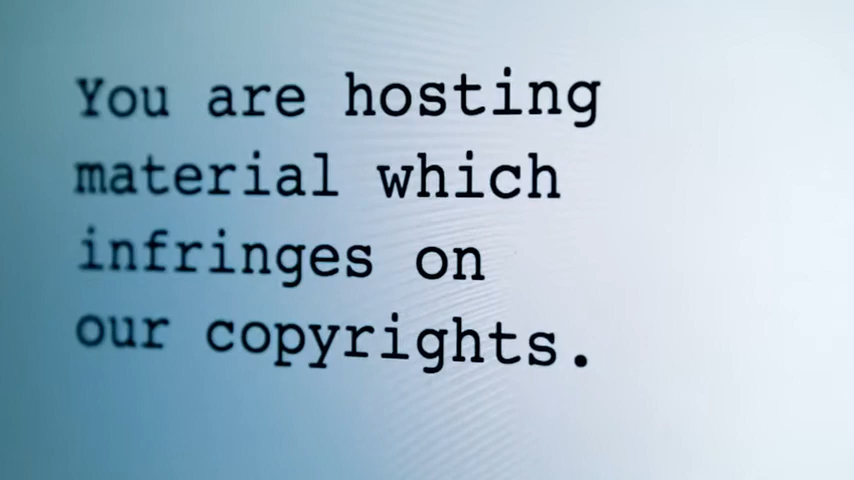 You are hosting
material which
infringes on
our copyrights.